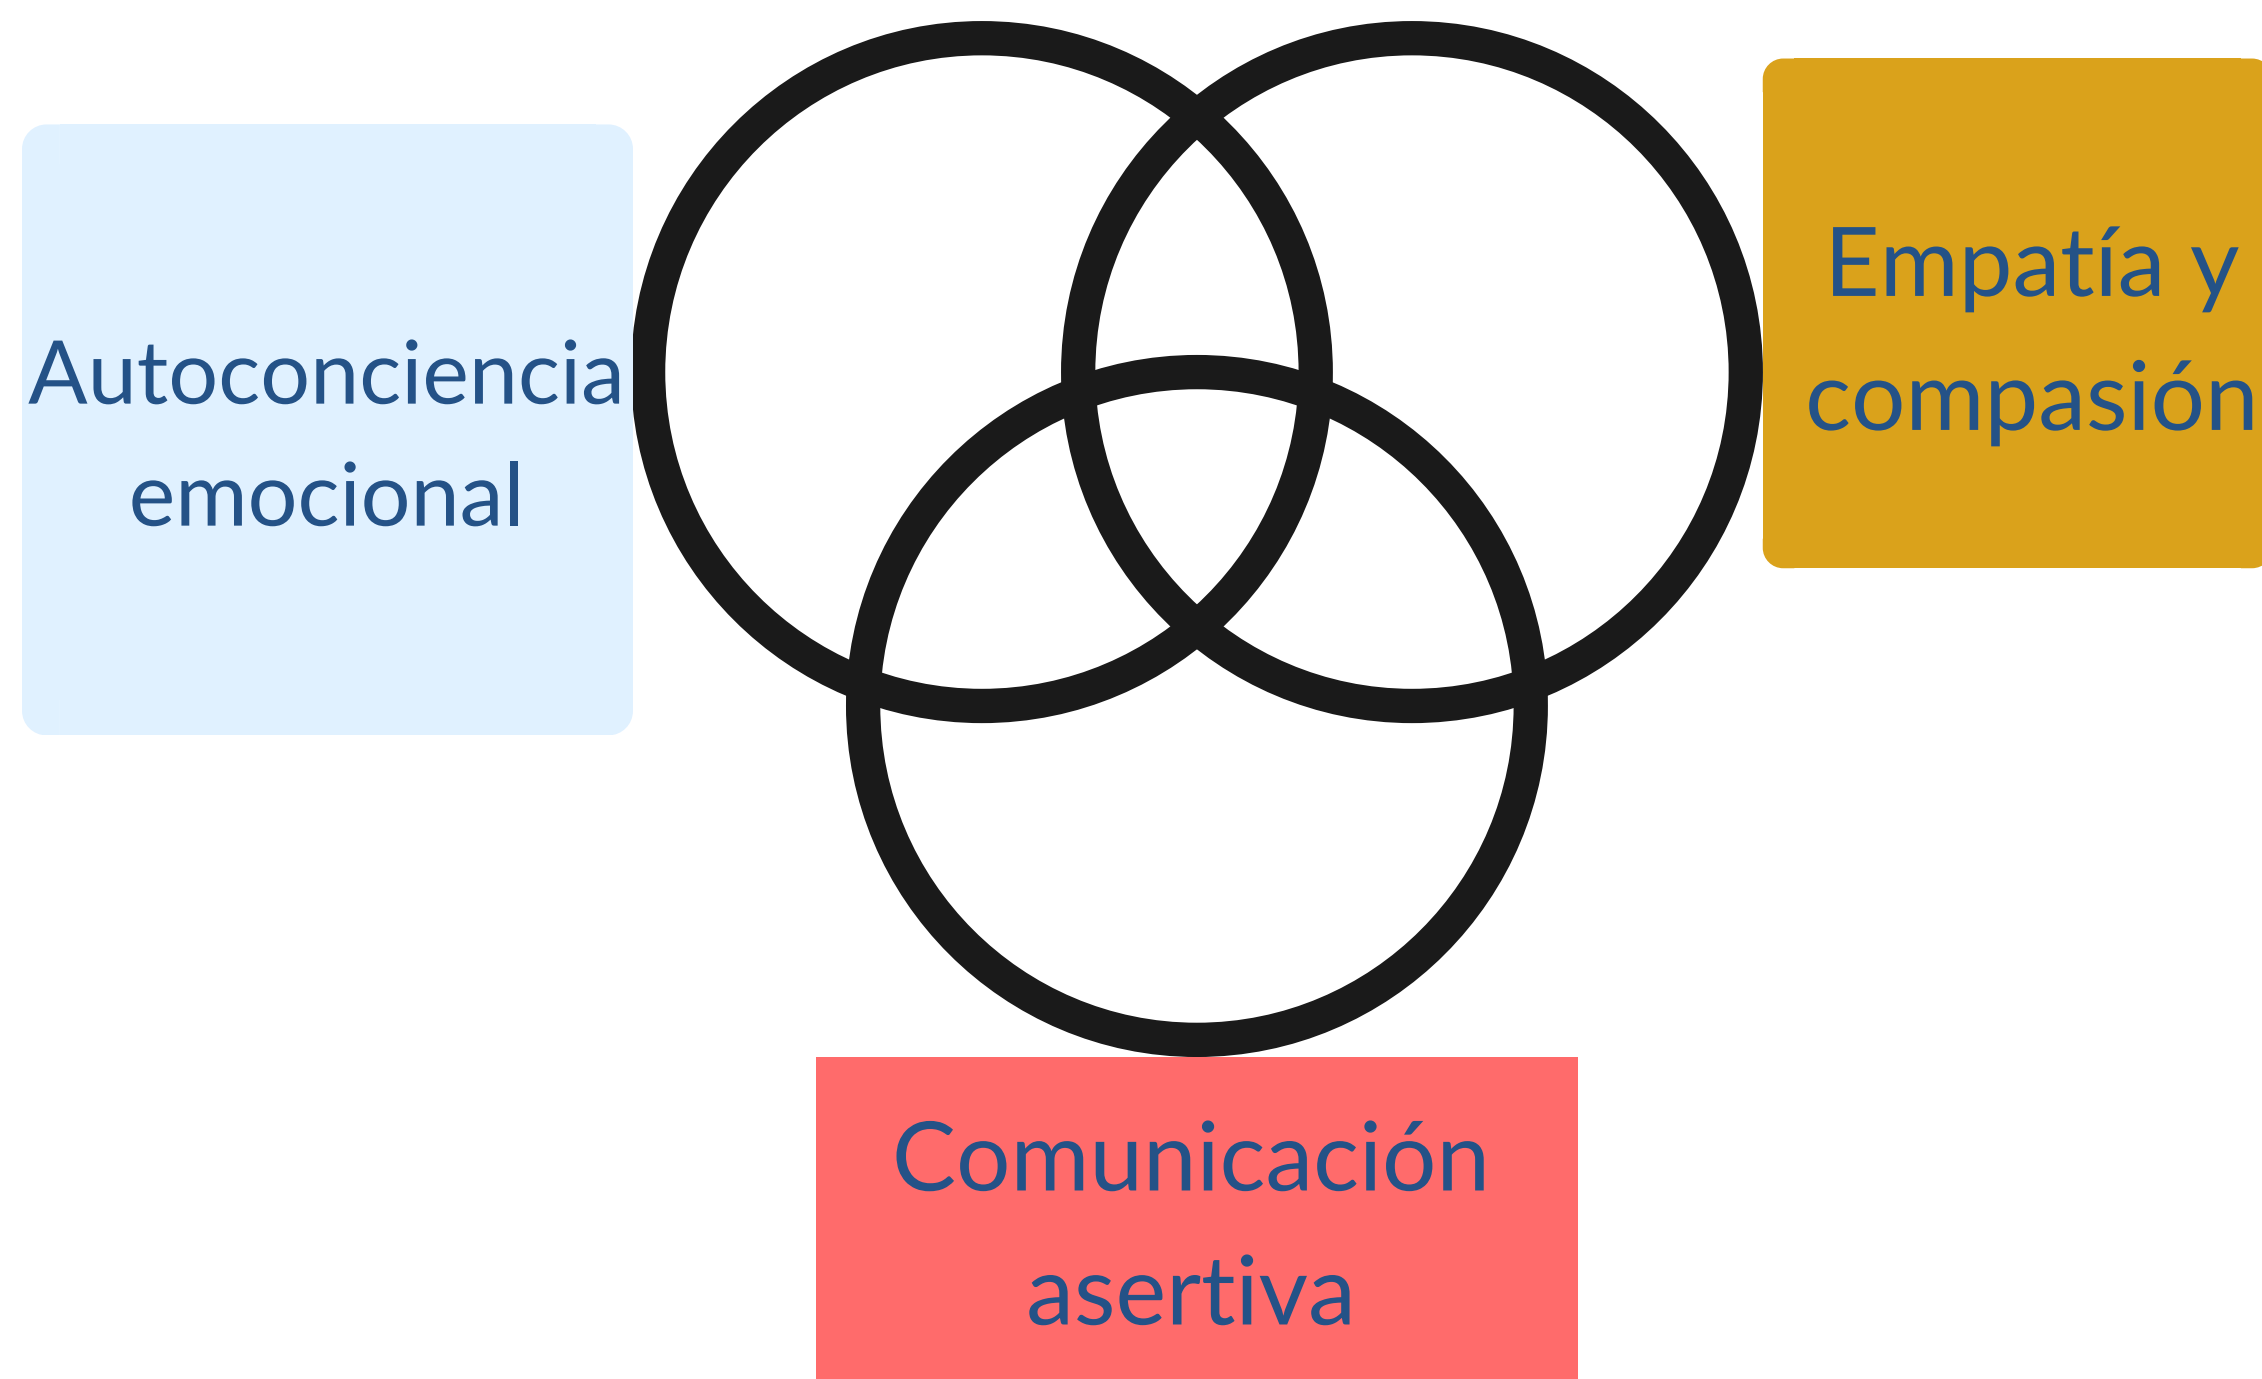 Autoconciencia
emocional
Empatía y
compasión
Comunicación
asertiva